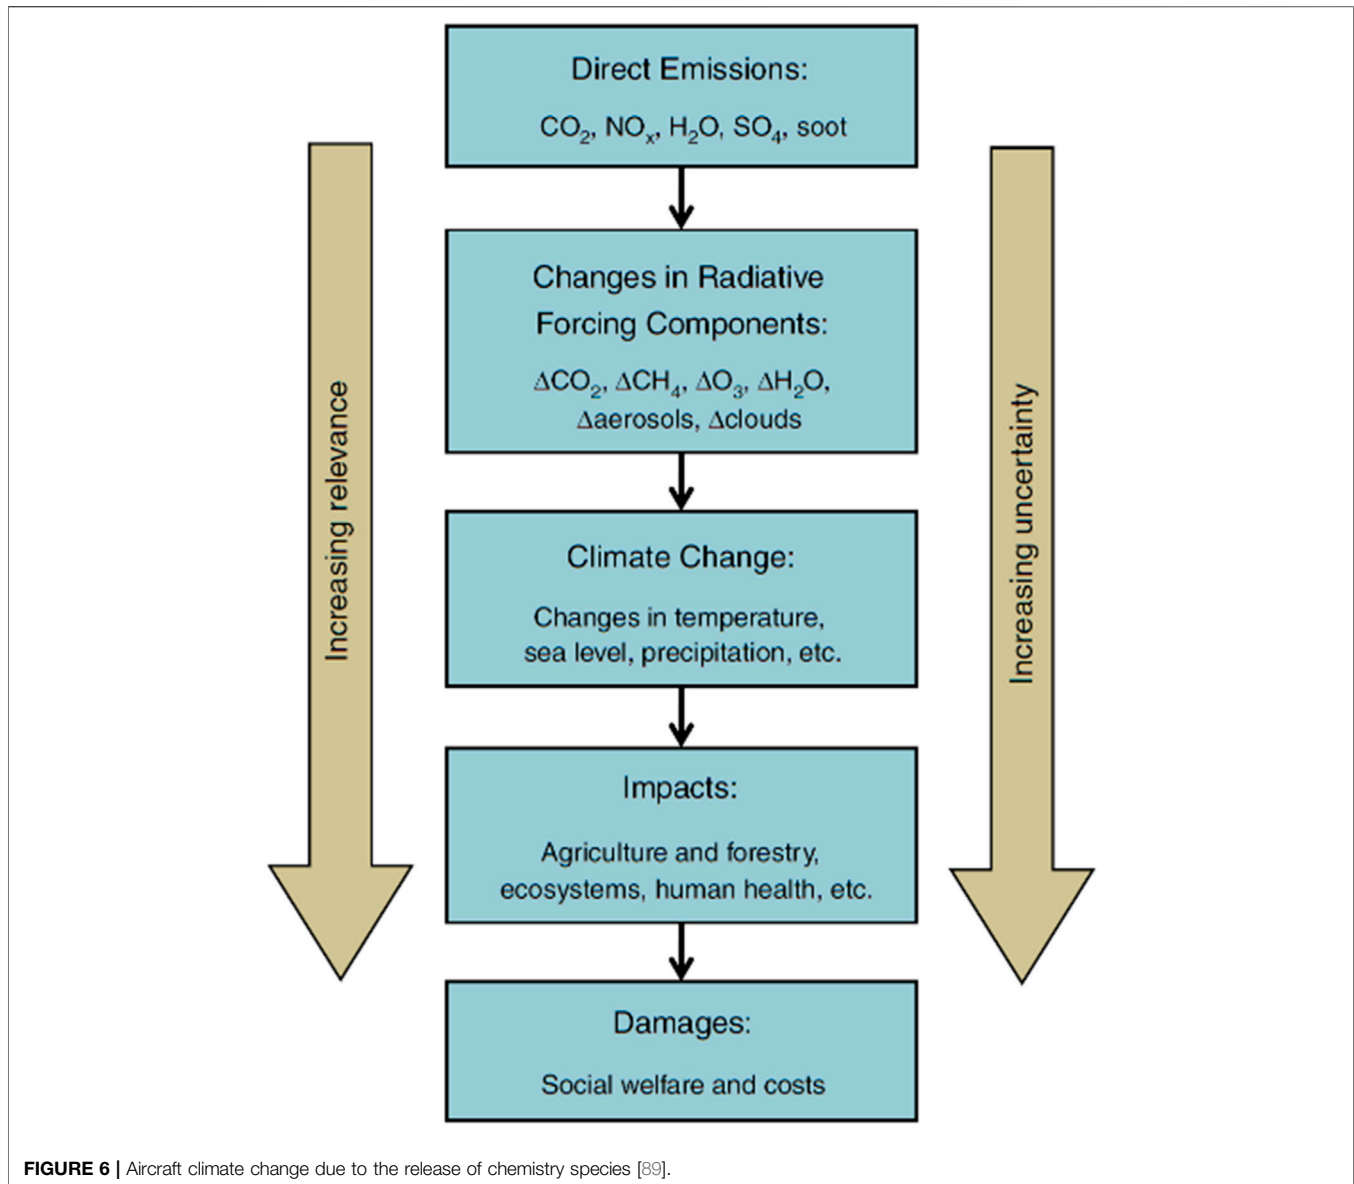 Direct Emissions:
CO₂, NOₓ, H₂O, SO₄, soot
Changes in Radiative
Forcing Components:
ΔCO₂, ΔCH₄, ΔO₃, ΔH₂O,
Δaerosols, Δclouds
Climate Change:
Changes in temperature,
sea level, precipitation, etc.
Impacts:
Agriculture and forestry,
ecosystems, human health, etc.
Damages:
Social welfare and costs
Increasing relevance
Increasing uncertainty
FIGURE 6 | Aircraft climate change due to the release of chemistry species [89].